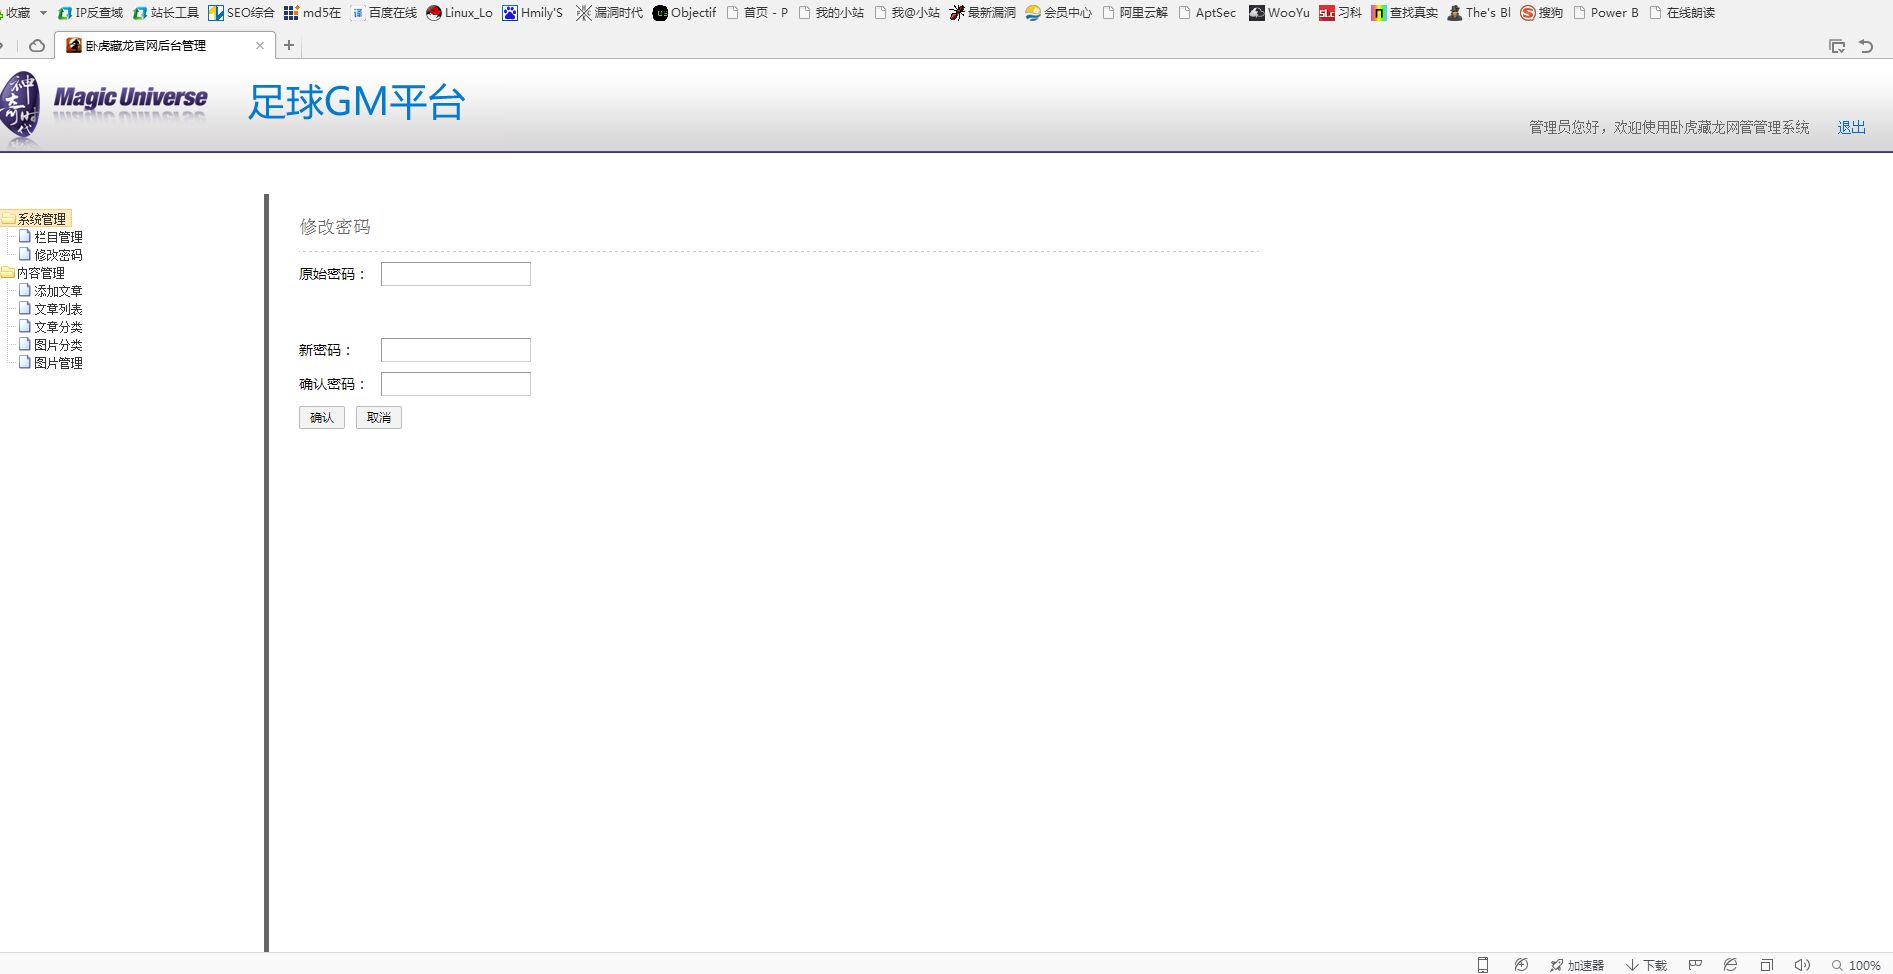 收藏 IP反查域 站长工具 SEO综合 md5在 百度在线 Linux_Lo Hmily'S 漏洞时代 Objectif 首页 - P 我的小站 我@小站 最新漏洞 会员中心 阿里云解 AptSec WooYu 习科 查找真实 The's Bl 搜狗 Power B 在线朗读
卧虎藏龙官网后台管理
神奇时代 Magic Universe 足球GM平台
管理员您好，欢迎使用卧虎藏龙网管管理系统 退出
系统管理
栏目管理
修改密码
内容管理
添加文章
文章列表
文章分类
图片分类
图片管理
修改密码
原始密码：
新密码：
确认密码：
确认 取消
加速器 下载 100%